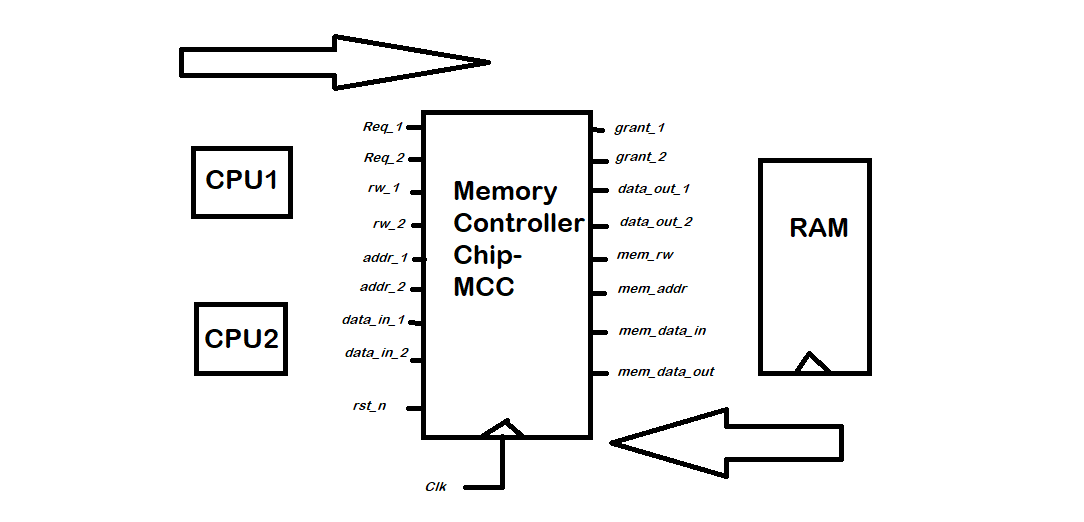 Req_1
Req_2
rw_1
rw_2
addr_1
addr_2
data_in_1
data_in_2
rst_n
Clk
CPU1
CPU2
Memory
Controller
Chip-
MCC
grant_1
grant_2
data_out_1
data_out_2
mem_rw
mem_addr
mem_data_in
mem_data_out
RAM